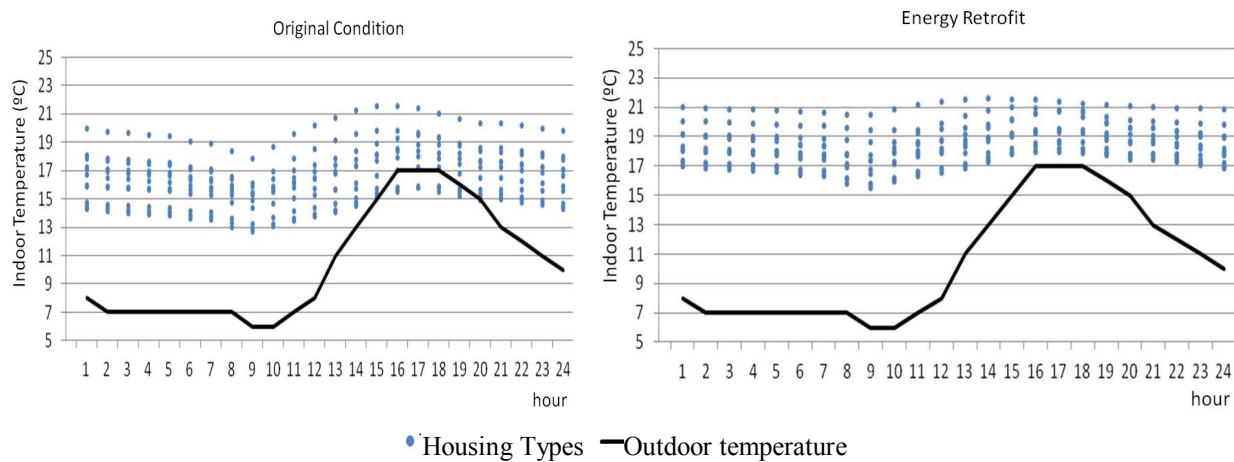 Original Condition
Indoor Temperature (ºC)
25
23
21
19
17
15
13
11
9
7
5
1 2 3 4 5 6 7 8 9 10 11 12 13 14 15 16 17 18 19 20 21 22 23 24
hour
Energy Retrofit
Indoor Temperature (ºC)
25
23
21
19
17
15
13
11
9
7
5
1 2 3 4 5 6 7 8 9 10 11 12 13 14 15 16 17 18 19 20 21 22 23 24
hour
Housing Types Outdoor temperature